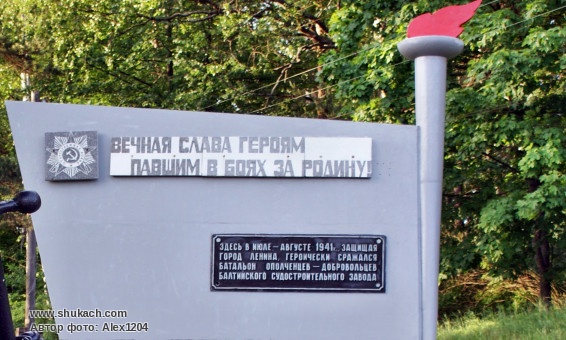 ВЕЧНАЯ СЛАВА ГЕРОЯМ
ПАВШИМ В БОЯХ ЗА РОДИНУ!
ЗДЕСЬ В ИЮЛЕ – АВГУСТЕ 1941г. ЗАЩИЩАЯ
ГОРОД ЛЕНИНА, ГЕРОИЧЕСКИ СРАЖАЛСЯ
БАТАЛЬОН ОПОЛЧЕНЦЕВ – ДОБРОВОЛЬЦЕВ
БАЛТИЙСКОГО СУДОСТРОИТЕЛЬНОГО ЗАВОДА
www.shukach.com
Автор фото: Alex1204